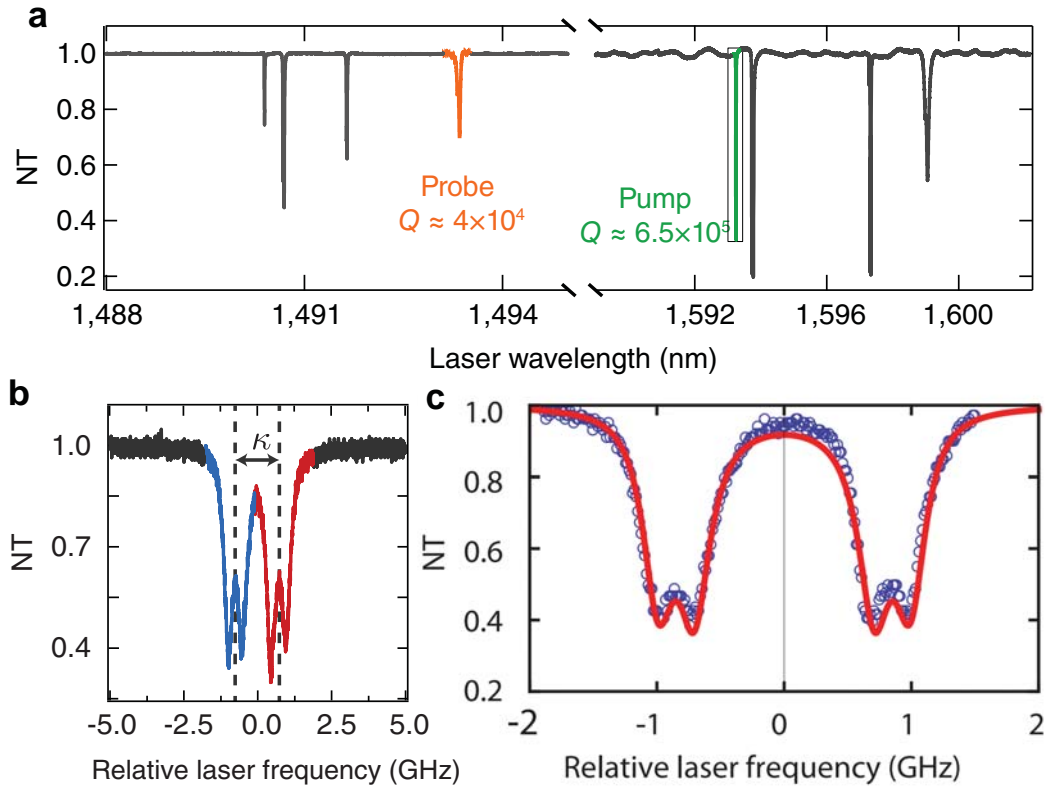 a
1.0
0.8
0.6
0.4
0.2
NT
Probe
Q ≈ 4×10⁴
Pump
Q ≈ 6.5×10⁵
1,488
1,491
1,494
1,592
1,596
1,600
Laser wavelength (nm)
b
1.0
0.7
0.4
NT
κ
-5.0
-2.5
0.0
2.5
5.0
Relative laser frequency (GHz)
c
1.0
0.8
0.6
0.4
0.2
NT
-2
-1
0
1
2
Relative laser frequency (GHz)